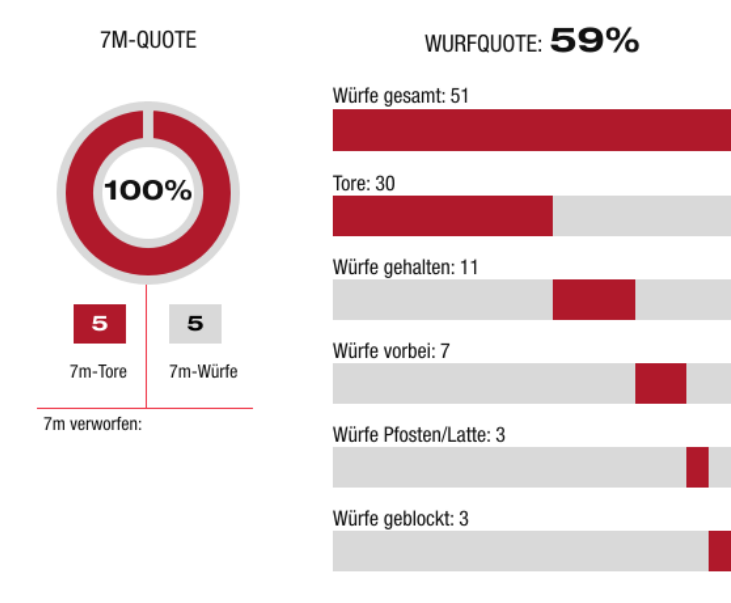 7M-QUOTE
100%
5
5
7m-Tore
7m-Würfe
7m verworfen:
WURFQUOTE: 59%
Würfe gesamt: 51
Tore: 30
Würfe gehalten: 11
Würfe vorbei: 7
Würfe Pfosten/Latte: 3
Würfe geblockt: 3